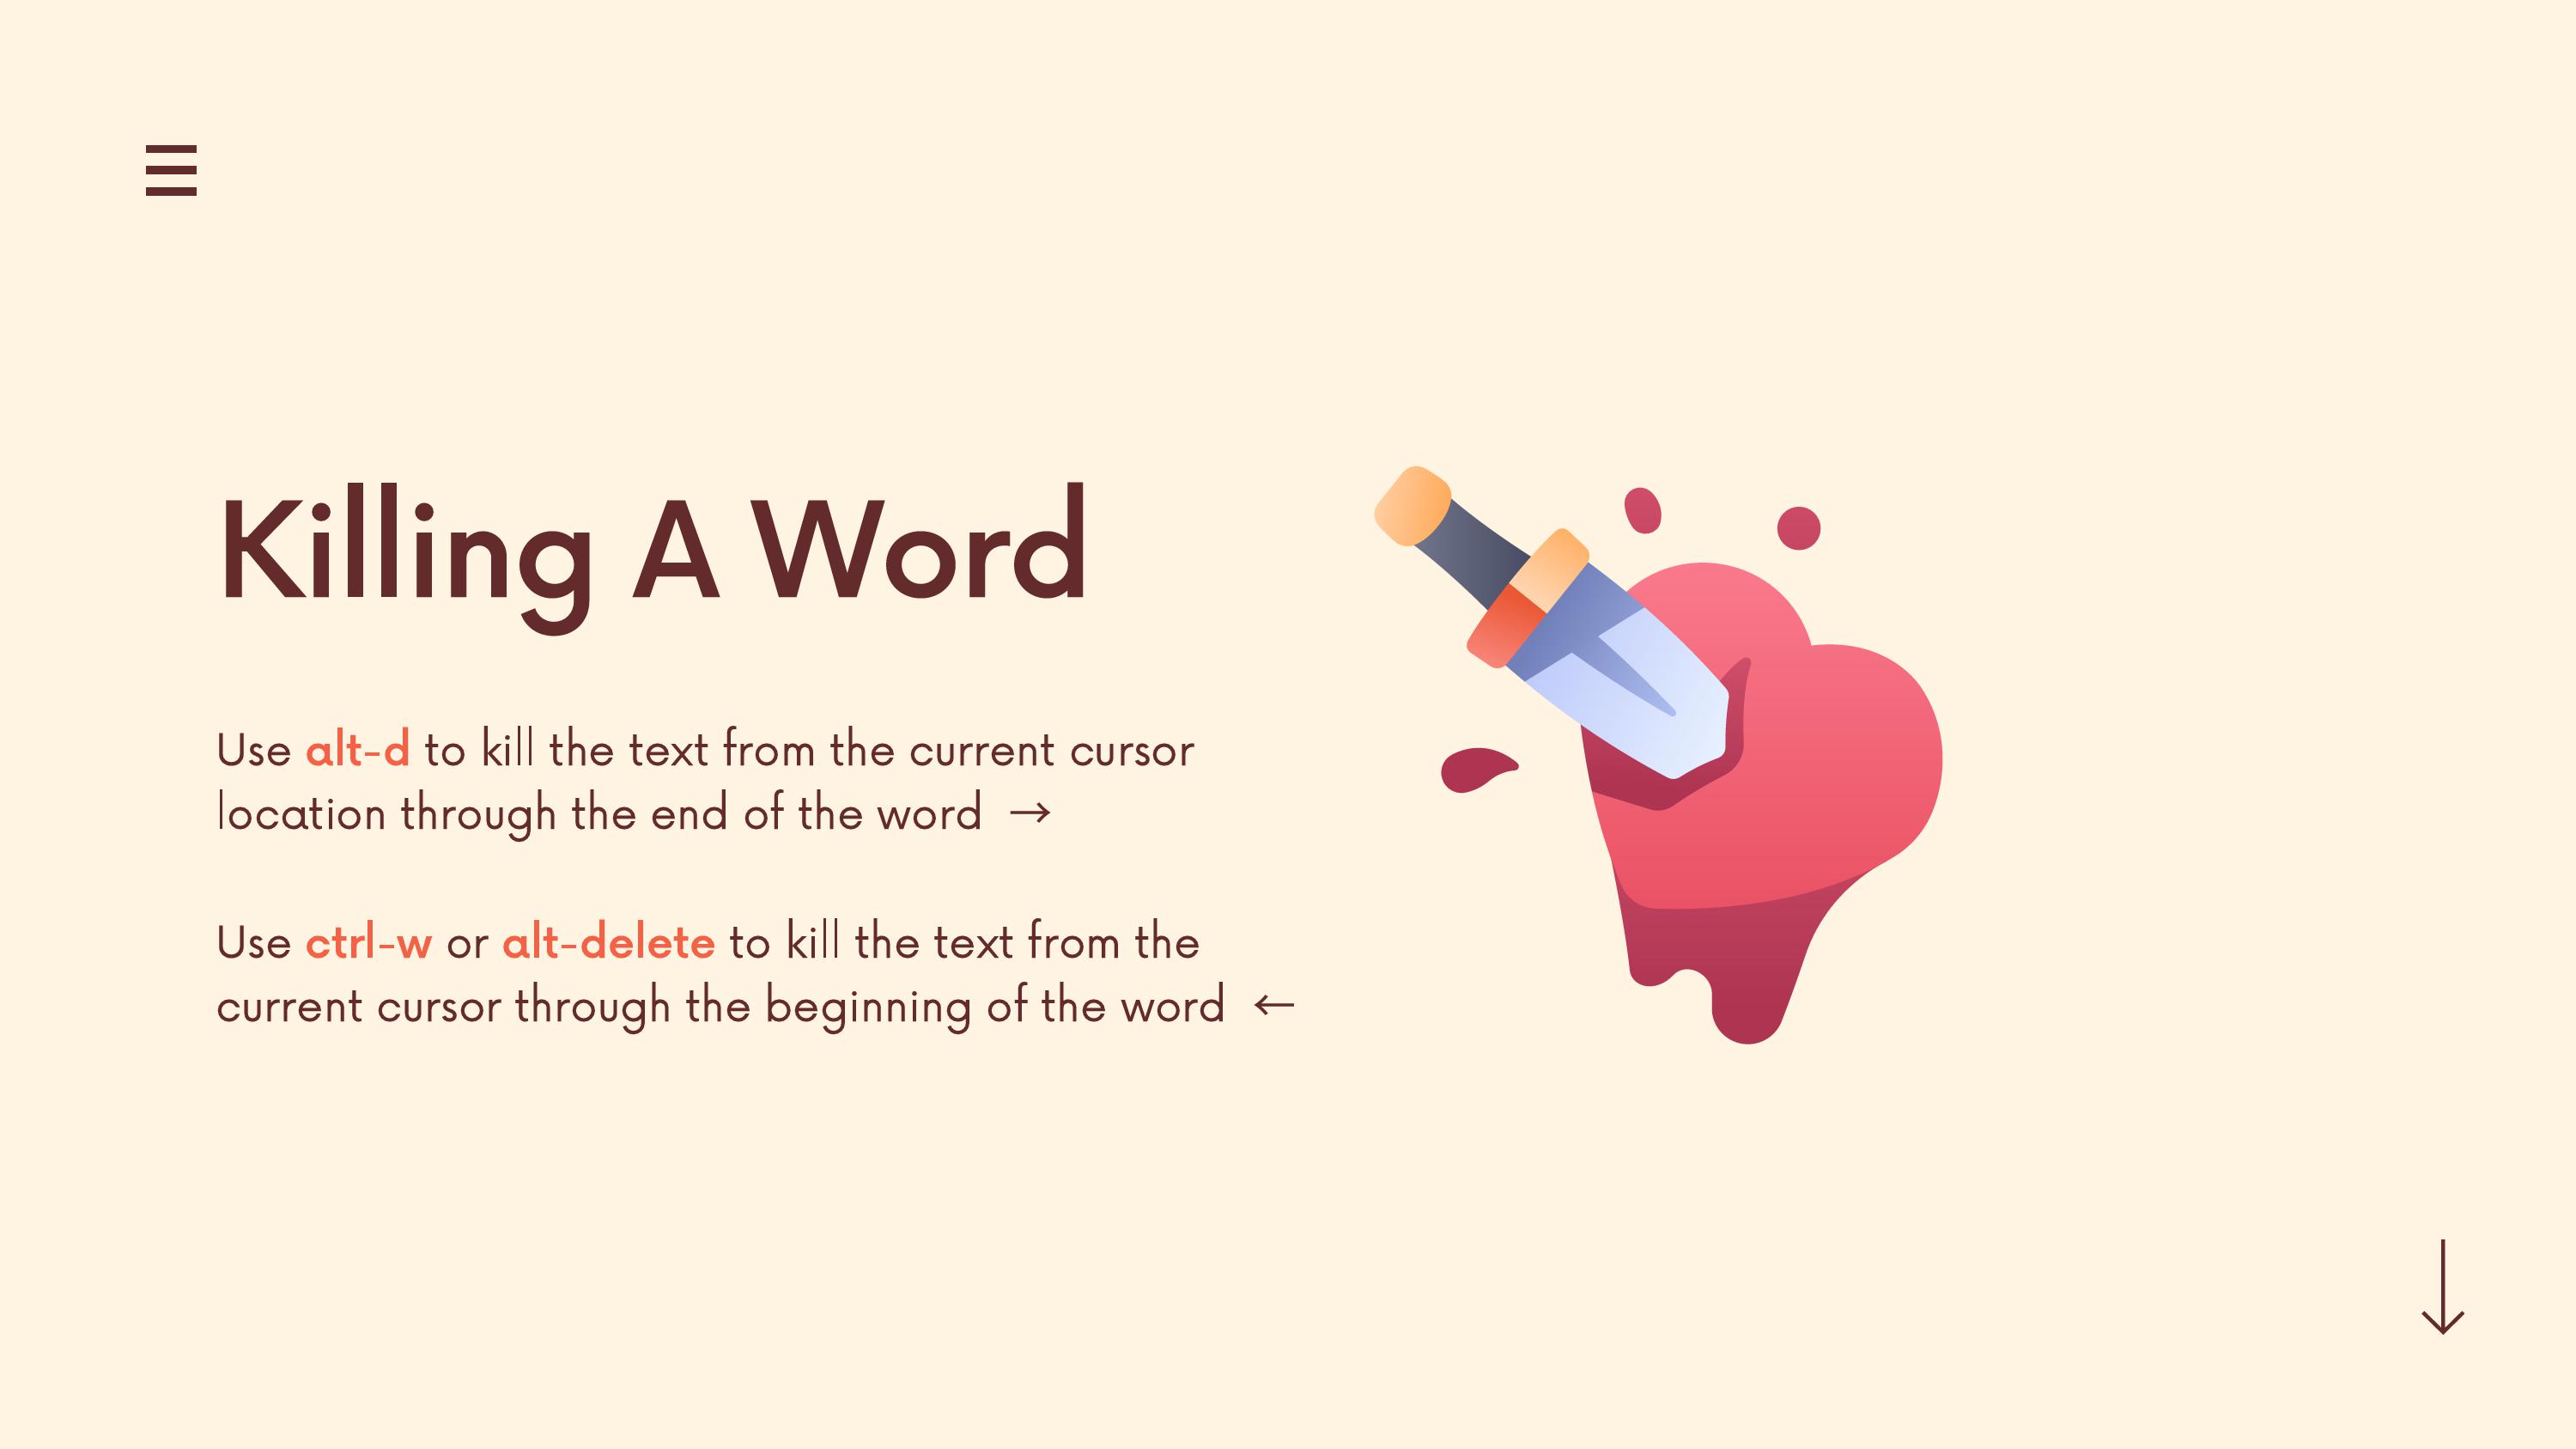 Killing A Word
Use alt-d to kill the text from the current cursor
location through the end of the word →
Use ctrl-w or alt-delete to kill the text from the
current cursor through the beginning of the word ←